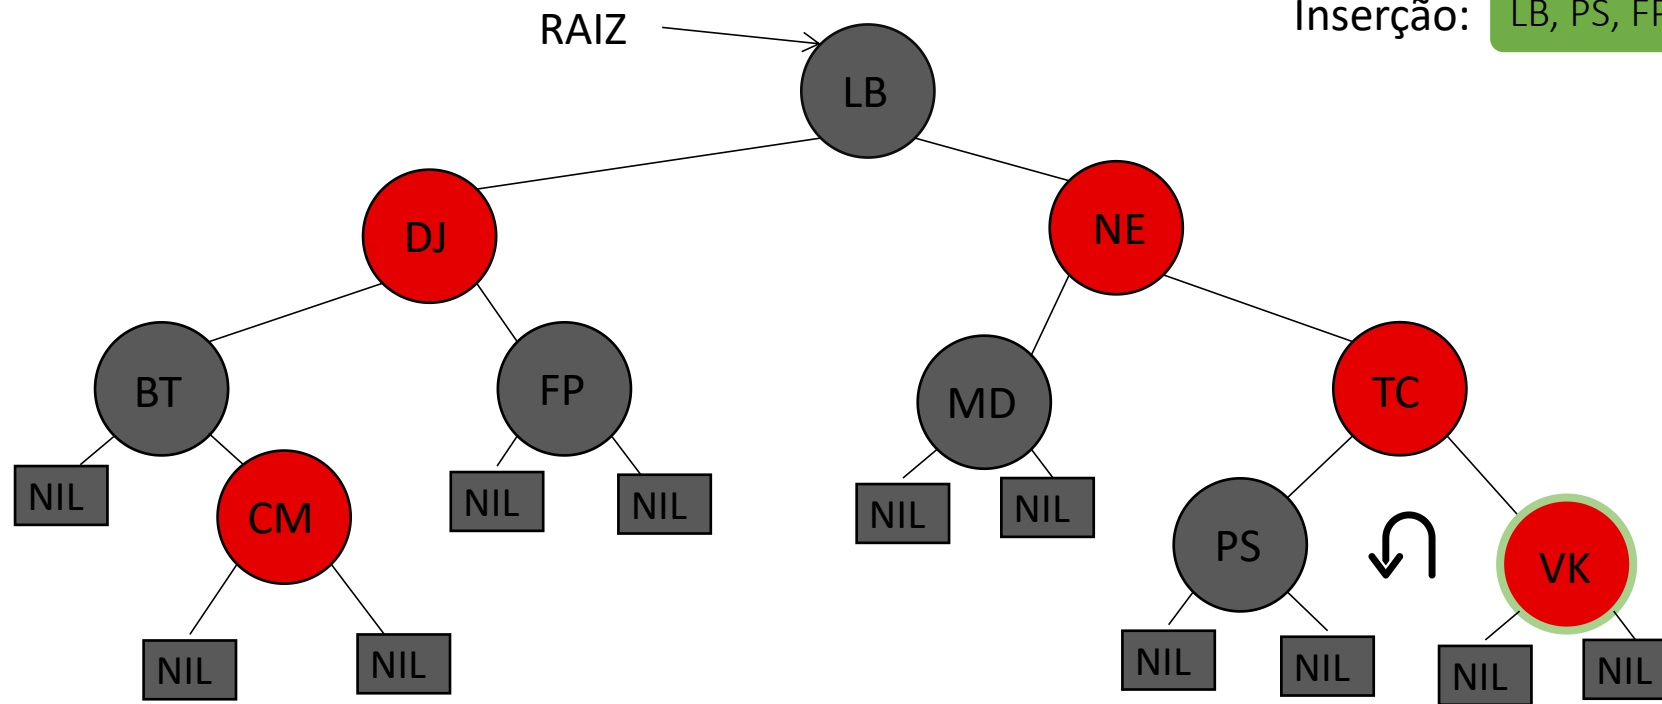 RAIZ
Inserção:
LB, PS, FP
LB
DJ
NE
BT
FP
MD
TC
NIL
CM
NIL
NIL
NIL
NIL
PS
VK
NIL
NIL
NIL
NIL
NIL
NIL